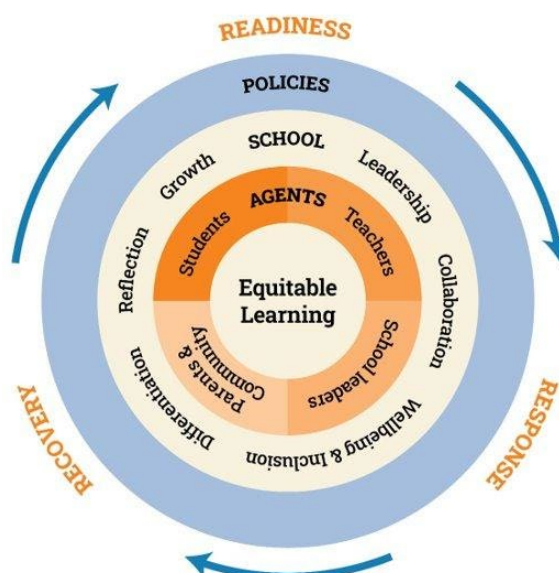 READINESS
POLICIES
SCHOOL
Growth
Leadership
AGENTS
Students
Teachers
Reflection
Collaboration
Equitable
Learning
Parents &
Community
School leaders
Differentiation
Wellbeing & Inclusion
RECOVERY
RESPONSE